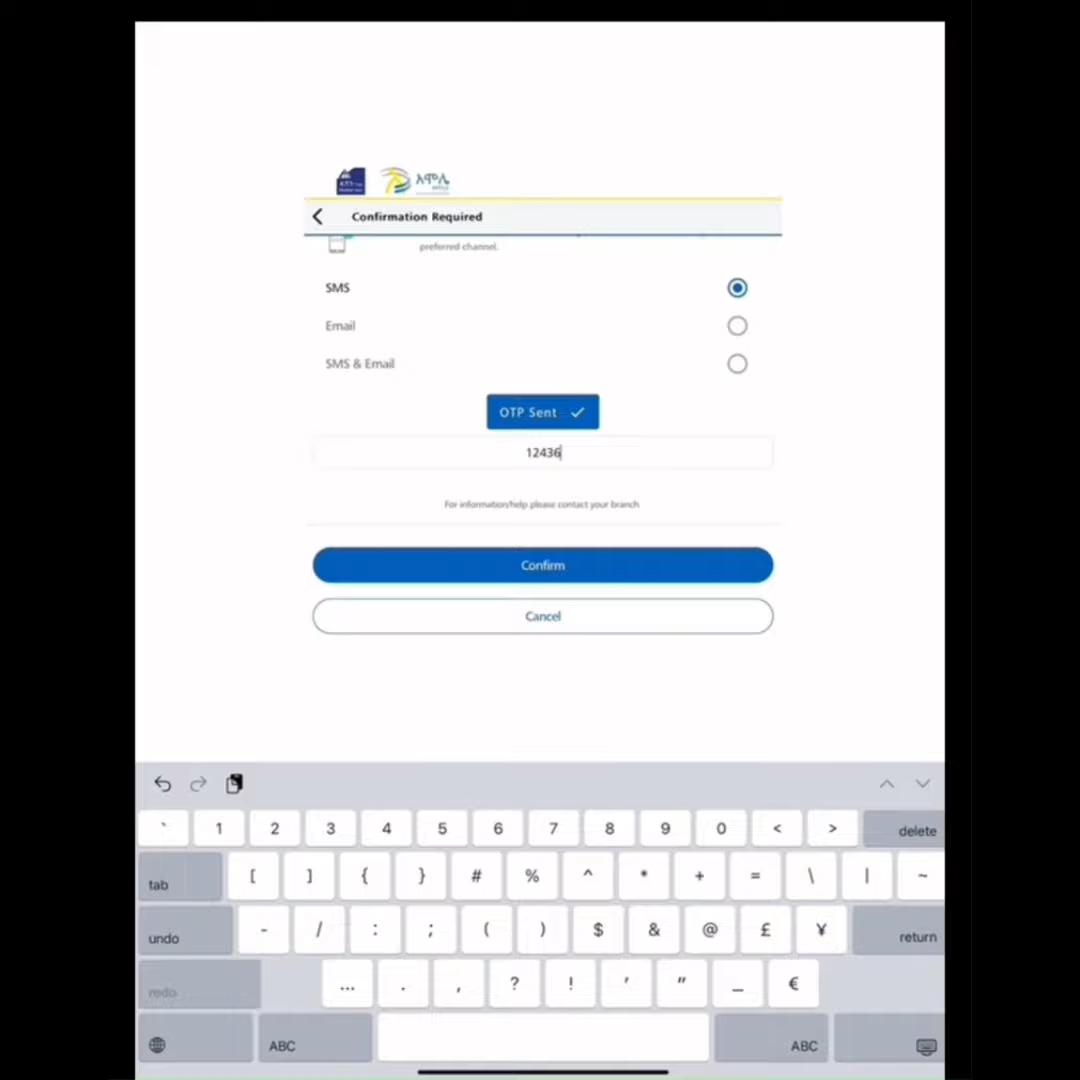 አሞሌ
Confirmation Required
preferred channel.
SMS
Email
SMS & Email
OTP Sent
12436
For information/help please contact your branch
Confirm
Cancel
` 1 2 3 4 5 6 7 8 9 0 < > delete
tab [ ] { } # % ^ * + = \ | ~
undo - / : ; ( ) $ & @ £ ¥ return
redo … . , ? ! ' " _ €
ABC ABC